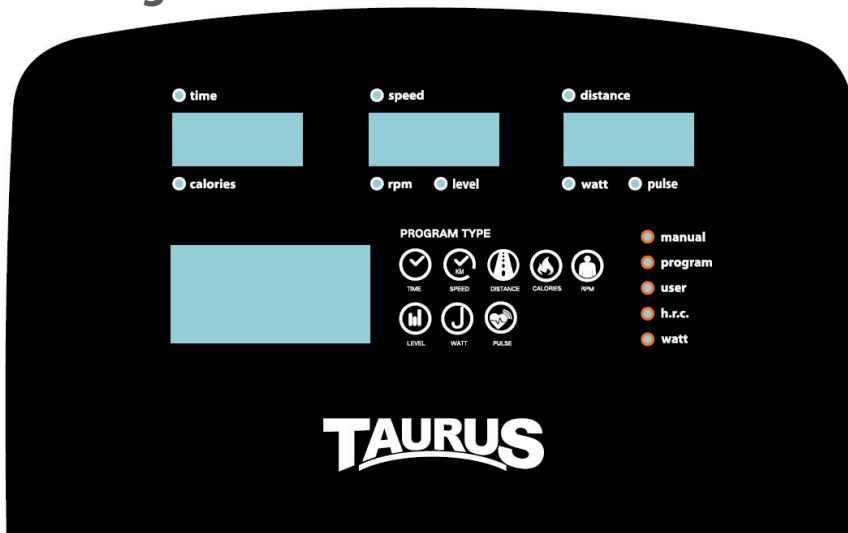 time speed distance
calories rpm level watt pulse
PROGRAM TYPE
TIME SPEED DISTANCE CALORIES RPM
KM
LEVEL WATT PULSE
manual
program
user
h.r.c.
watt
TAURUS